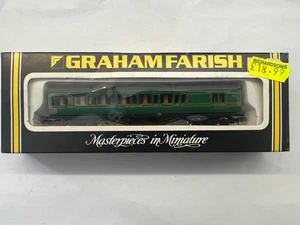 GRAHAM FARISH
RICHARDSONS
£18.99
Masterpieces in Miniature